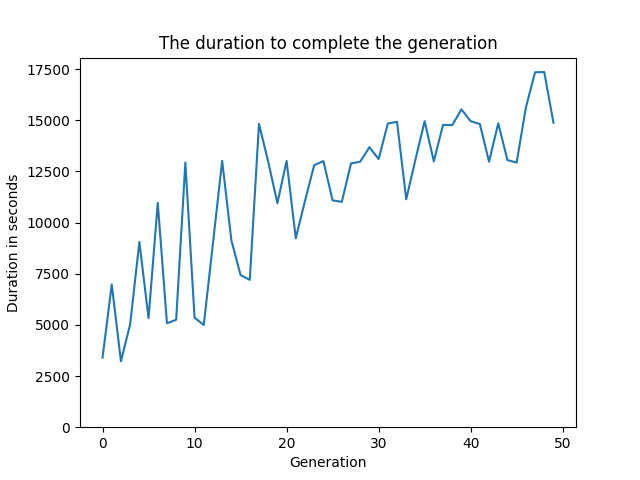 The duration to complete the generation
17500
15000
12500
10000
7500
5000
2500
0
Duration in seconds
0 10 20 30 40 50
Generation